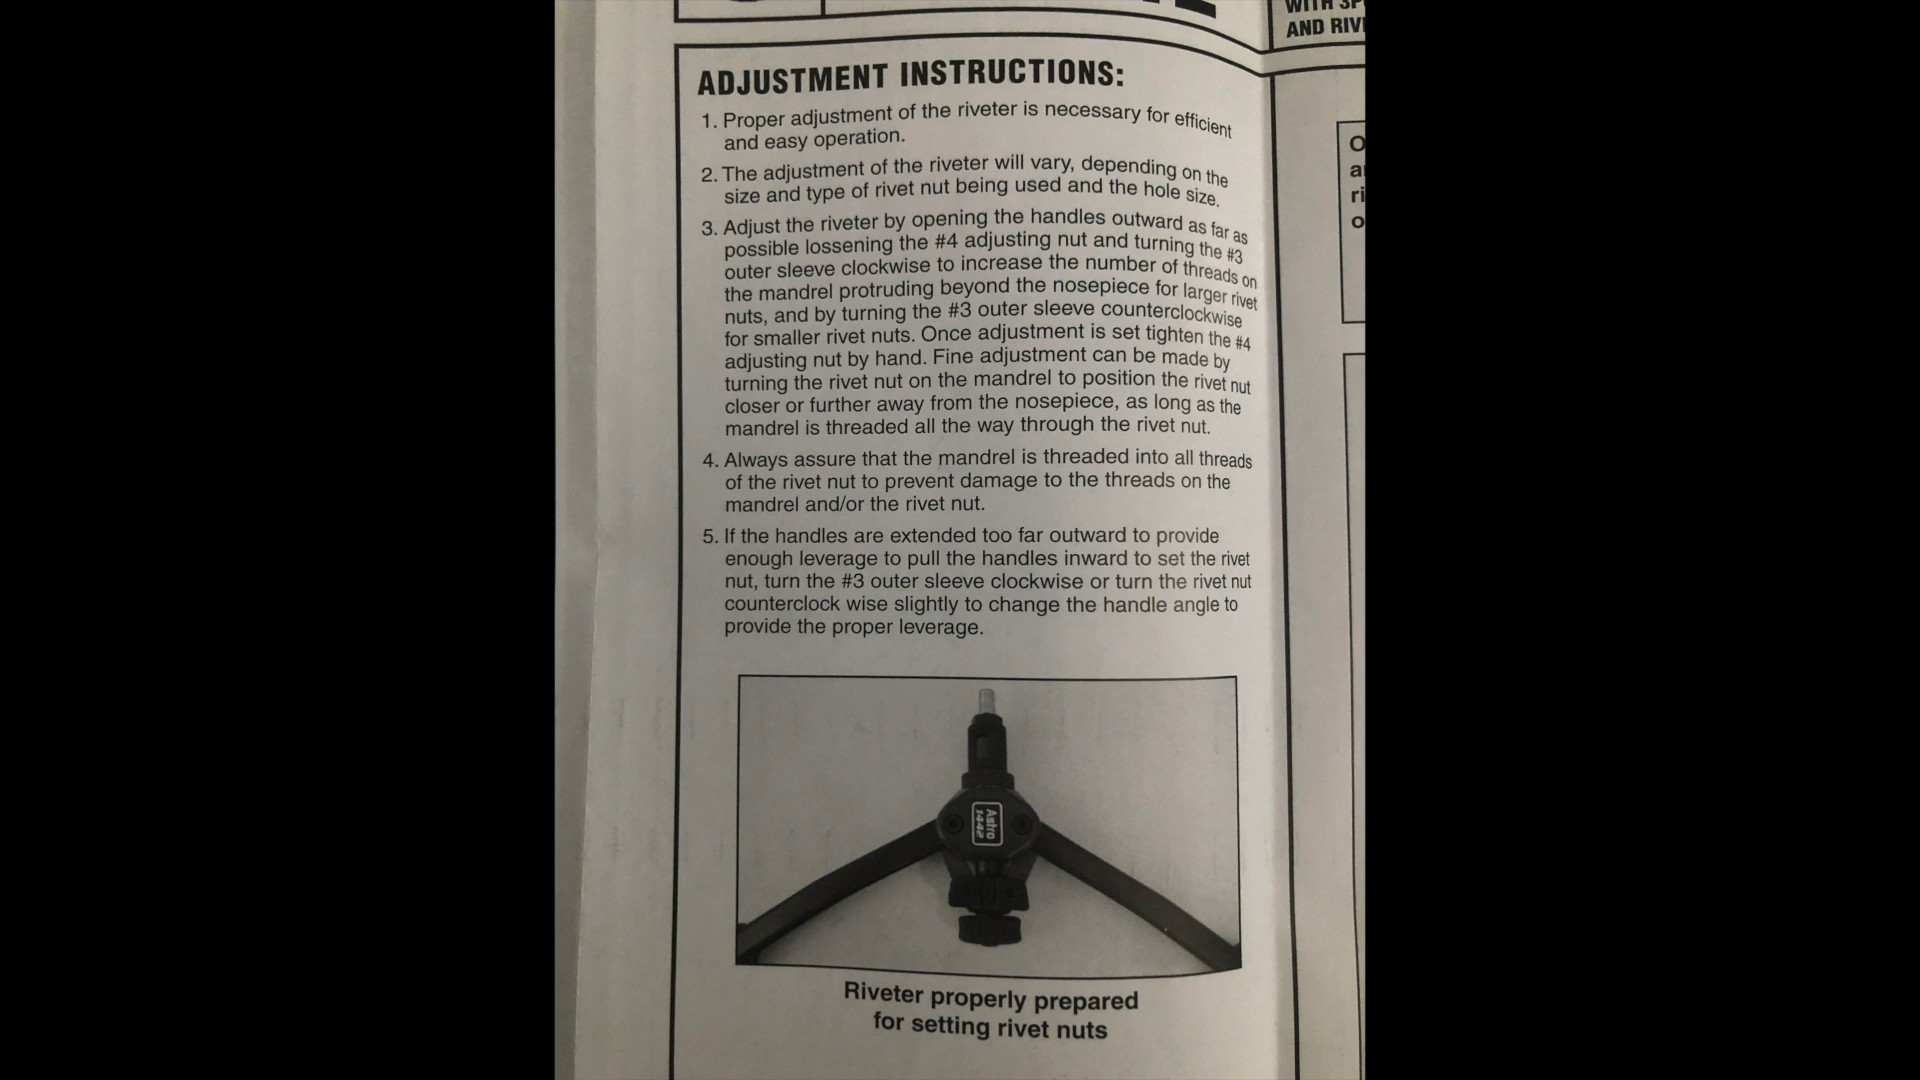 WITH SP
AND RIV
ADJUSTMENT INSTRUCTIONS:
1. Proper adjustment of the riveter is necessary for efficient
and easy operation.
2. The adjustment of the riveter will vary, depending on the
size and type of rivet nut being used and the hole size.
3. Adjust the riveter by opening the handles outward as far as
possible lossening the #4 adjusting nut and turning the #3
outer sleeve clockwise to increase the number of threads on
the mandrel protruding beyond the nosepiece for larger rivet
nuts, and by turning the #3 outer sleeve counterclockwise
for smaller rivet nuts. Once adjustment is set tighten the #4
adjusting nut by hand. Fine adjustment can be made by
turning the rivet nut on the mandrel to position the rivet nut
closer or further away from the nosepiece, as long as the
mandrel is threaded all the way through the rivet nut.
4. Always assure that the mandrel is threaded into all threads
of the rivet nut to prevent damage to the threads on the
mandrel and/or the rivet nut.
5. If the handles are extended too far outward to provide
enough leverage to pull the handles inward to set the rivet
nut, turn the #3 outer sleeve clockwise or turn the rivet nut
counterclock wise slightly to change the handle angle to
provide the proper leverage.
Astro
1442
Riveter properly prepared
for setting rivet nuts
O
a
ri
o